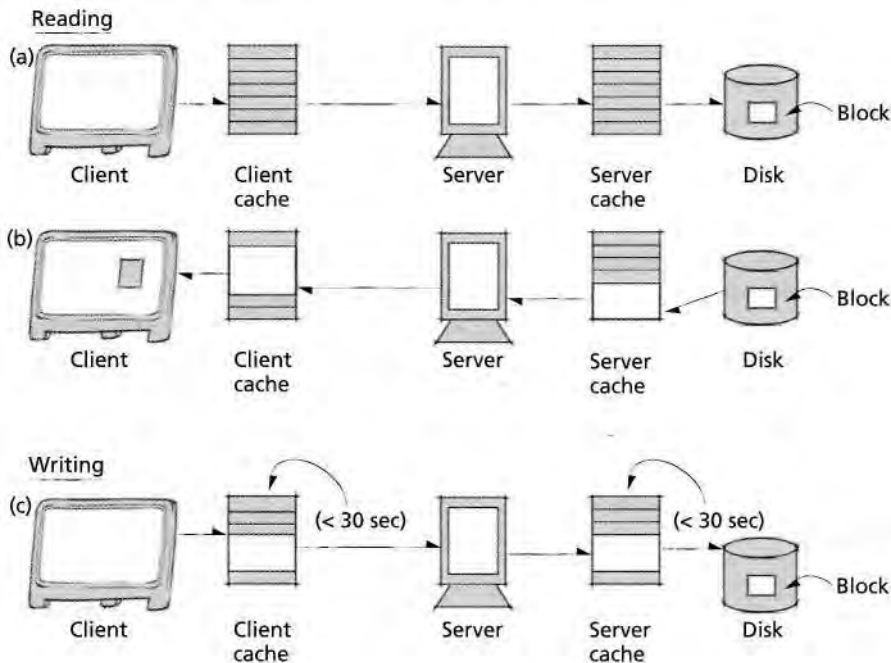 Reading
(a)
Block
Client
Client
cache
Server
Server
cache
Disk
(b)
Block
Client
Client
cache
Server
Server
cache
Disk
Writing
(c)
(< 30 sec)
(< 30 sec)
Block
Client
Client
cache
Server
Server
cache
Disk